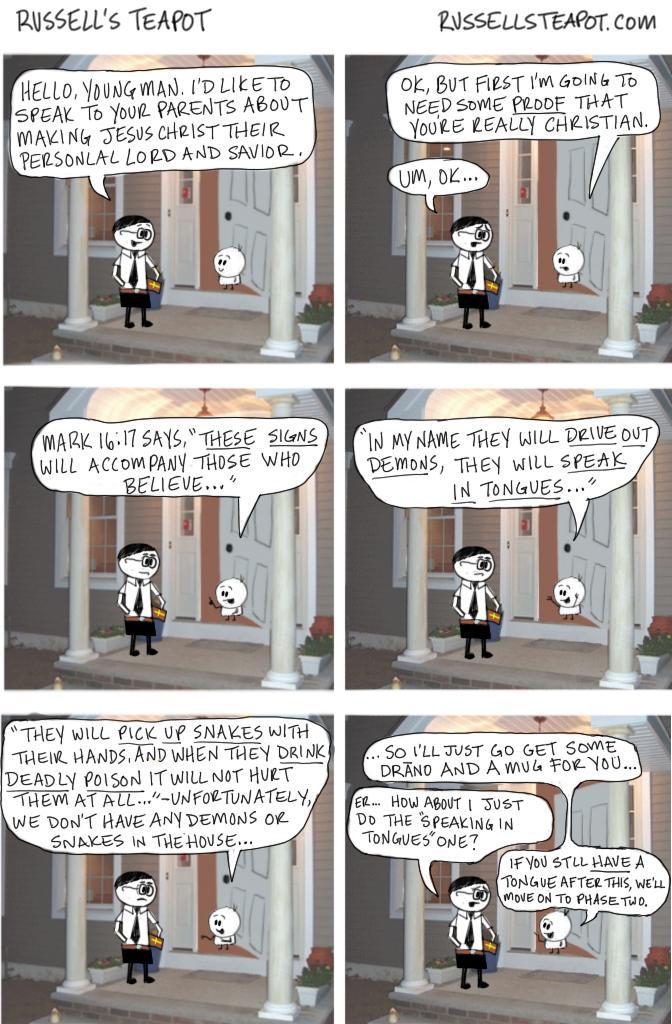 RUSSELL'S TEAPOT
RUSSELLSTEAPOT.COM
HELLO, YOUNG MAN. I'D LIKE TO
SPEAK TO YOUR PARENTS ABOUT
MAKING JESUS CHRIST THEIR
PERSONLAL LORD AND SAVIOR.
OK, BUT FIRST I'M GOING TO
NEED SOME PROOF THAT
YOU'RE REALLY CHRISTIAN.
UM, OK...
MARK 16:17 SAYS, "THESE SIGNS
WILL ACCOMPANY THOSE WHO
BELIEVE..."
"IN MY NAME THEY WILL DRIVE OUT
DEMONS, THEY WILL SPEAK
IN TONGUES..."
"THEY WILL PICK UP SNAKES WITH
THEIR HANDS, AND WHEN THEY DRINK
DEADLY POISON IT WILL NOT HURT
THEM AT ALL..." -UNFORTUNATELY,
WE DON'T HAVE ANY DEMONS OR
SNAKES IN THE HOUSE...
...SO I'LL JUST GO GET SOME
DRANO AND A MUG FOR YOU...
ER... HOW ABOUT I JUST
DO THE "SPEAKING IN
TONGUES" ONE?
IF YOU STLL HAVE A
TONGUE AFTER THIS, WE'LL
MOVE ON TO PHASE TWO.